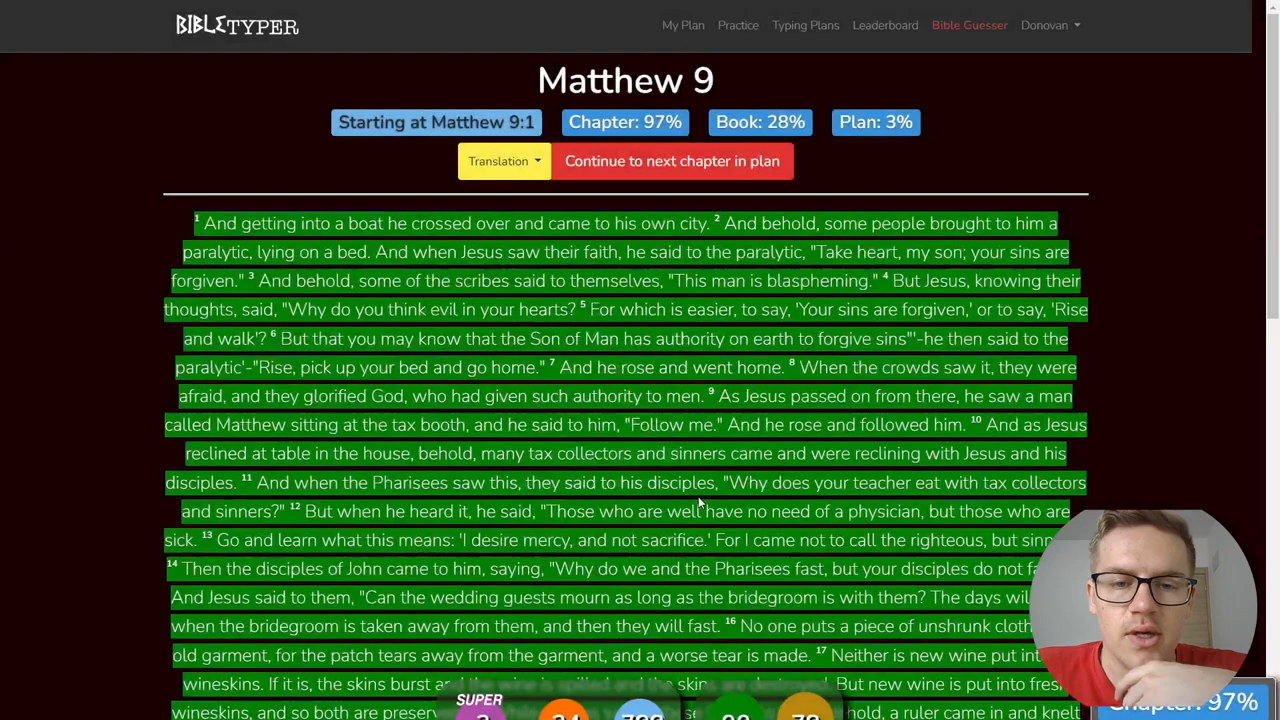 BIBLETYPER
My Plan Practice Typing Plans Leaderboard Bible Guesser Donovan
Matthew 9
Starting at Matthew 9:1 Chapter: 97% Book: 28% Plan: 3%
Translation Continue to next chapter in plan
1 And getting into a boat he crossed over and came to his own city. 2 And behold, some people brought to him a
paralytic, lying on a bed. And when Jesus saw their faith, he said to the paralytic, "Take heart, my son; your sins are
forgiven." 3 And behold, some of the scribes said to themselves, "This man is blaspheming." 4 But Jesus, knowing their
thoughts, said, "Why do you think evil in your hearts? 5 For which is easier, to say, 'Your sins are forgiven,' or to say, 'Rise
and walk'? 6 But that you may know that the Son of Man has authority on earth to forgive sins"'-he then said to the
paralytic'-"Rise, pick up your bed and go home." 7 And he rose and went home. 8 When the crowds saw it, they were
afraid, and they glorified God, who had given such authority to men. 9 As Jesus passed on from there, he saw a man
called Matthew sitting at the tax booth, and he said to him, "Follow me." And he rose and followed him. 10 And as Jesus
reclined at table in the house, behold, many tax collectors and sinners came and were reclining with Jesus and his
disciples. 11 And when the Pharisees saw this, they said to his disciples, "Why does your teacher eat with tax collectors
and sinners?" 12 But when he heard it, he said, "Those who are well have no need of a physician, but those who are
sick. 13 Go and learn what this means: 'I desire mercy, and not sacrifice.' For I came not to call the righteous, but
14 Then the disciples of John came to him, saying, "Why do we and the Pharisees fast, but your disciples do not
And Jesus said to them, "Can the wedding guests mourn as long as the bridegroom is with them? The days
when the bridegroom is taken away from them, and then they will fast. 16 No one puts a piece of unshrunk
old garment, for the patch tears away from the garment, and a worse tear is made. 17 Neither is new wine put
wineskins. If it is, the skins burst and the wine is spilled and the skins are destroyed. But new wine is put into
SUPER
wineskins, and so both are a ruler came in and knelt
Chapter: 97%